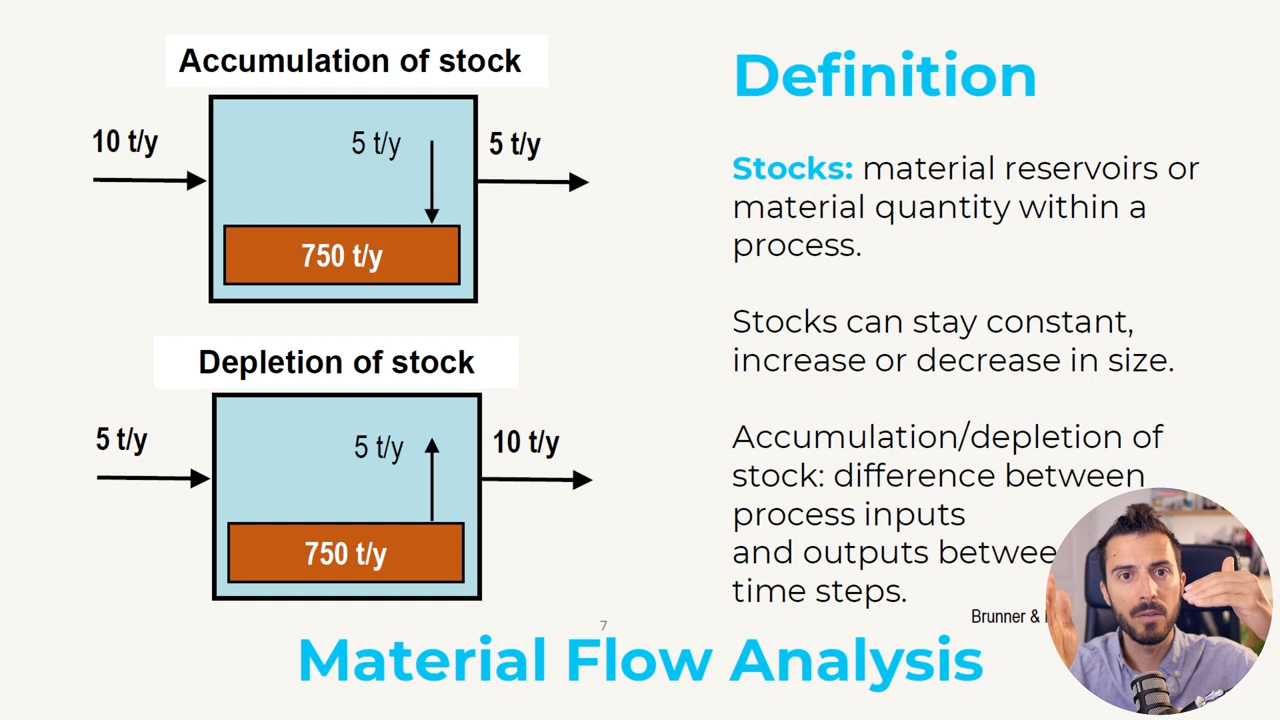 Accumulation of stock
10 t/y
5 t/y
5 t/y
750 t/y
Depletion of stock
5 t/y
5 t/y
10 t/y
750 t/y
Definition
Stocks: material reservoirs or
material quantity within a
process.
Stocks can stay constant,
increase or decrease in size.
Accumulation/depletion of
stock: difference between
process inputs
and outputs betwee
time steps.
Brunner &
7
Material Flow Analysis